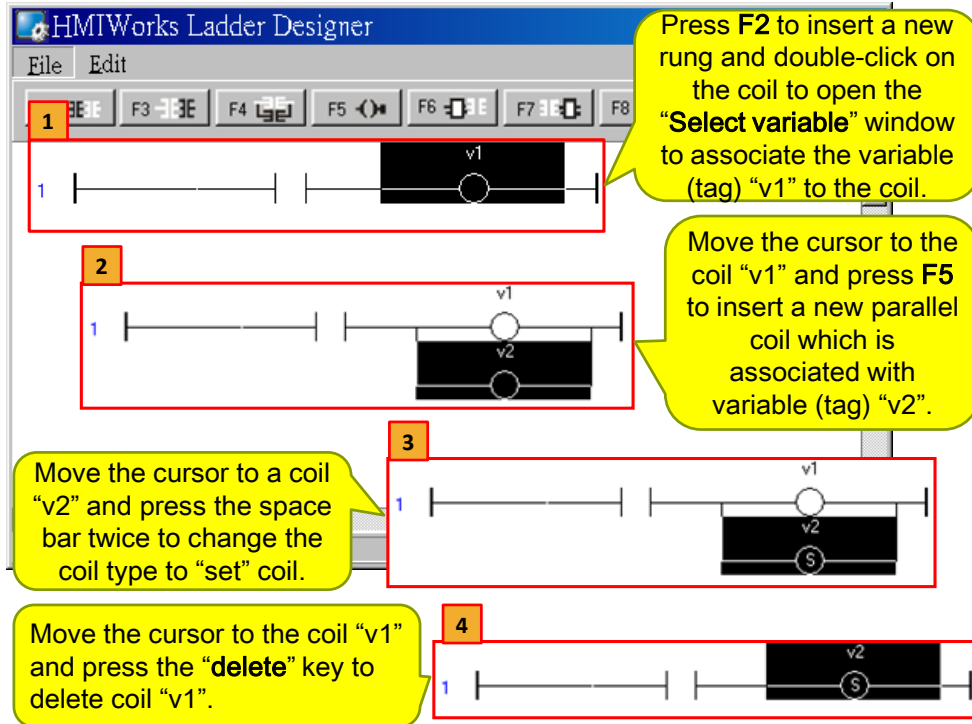 HMIWorks Ladder Designer
File Edit
F3 F4 F5 F6 F7 F8
Press F2 to insert a new
rung and double-click on
the coil to open the
“Select variable” window
to associate the variable
(tag) “v1” to the coil.
1
v1
1
Move the cursor to the
coil “v1” and press F5
to insert a new parallel
coil which is
associated with
variable (tag) “v2”.
2
v1
1
v2
3
Move the cursor to a coil
“v2” and press the space
bar twice to change the
coil type to “set” coil.
v1
1
v2
S
Move the cursor to the coil “v1”
and press the “delete” key to
delete coil “v1”.
4
v2
1
S